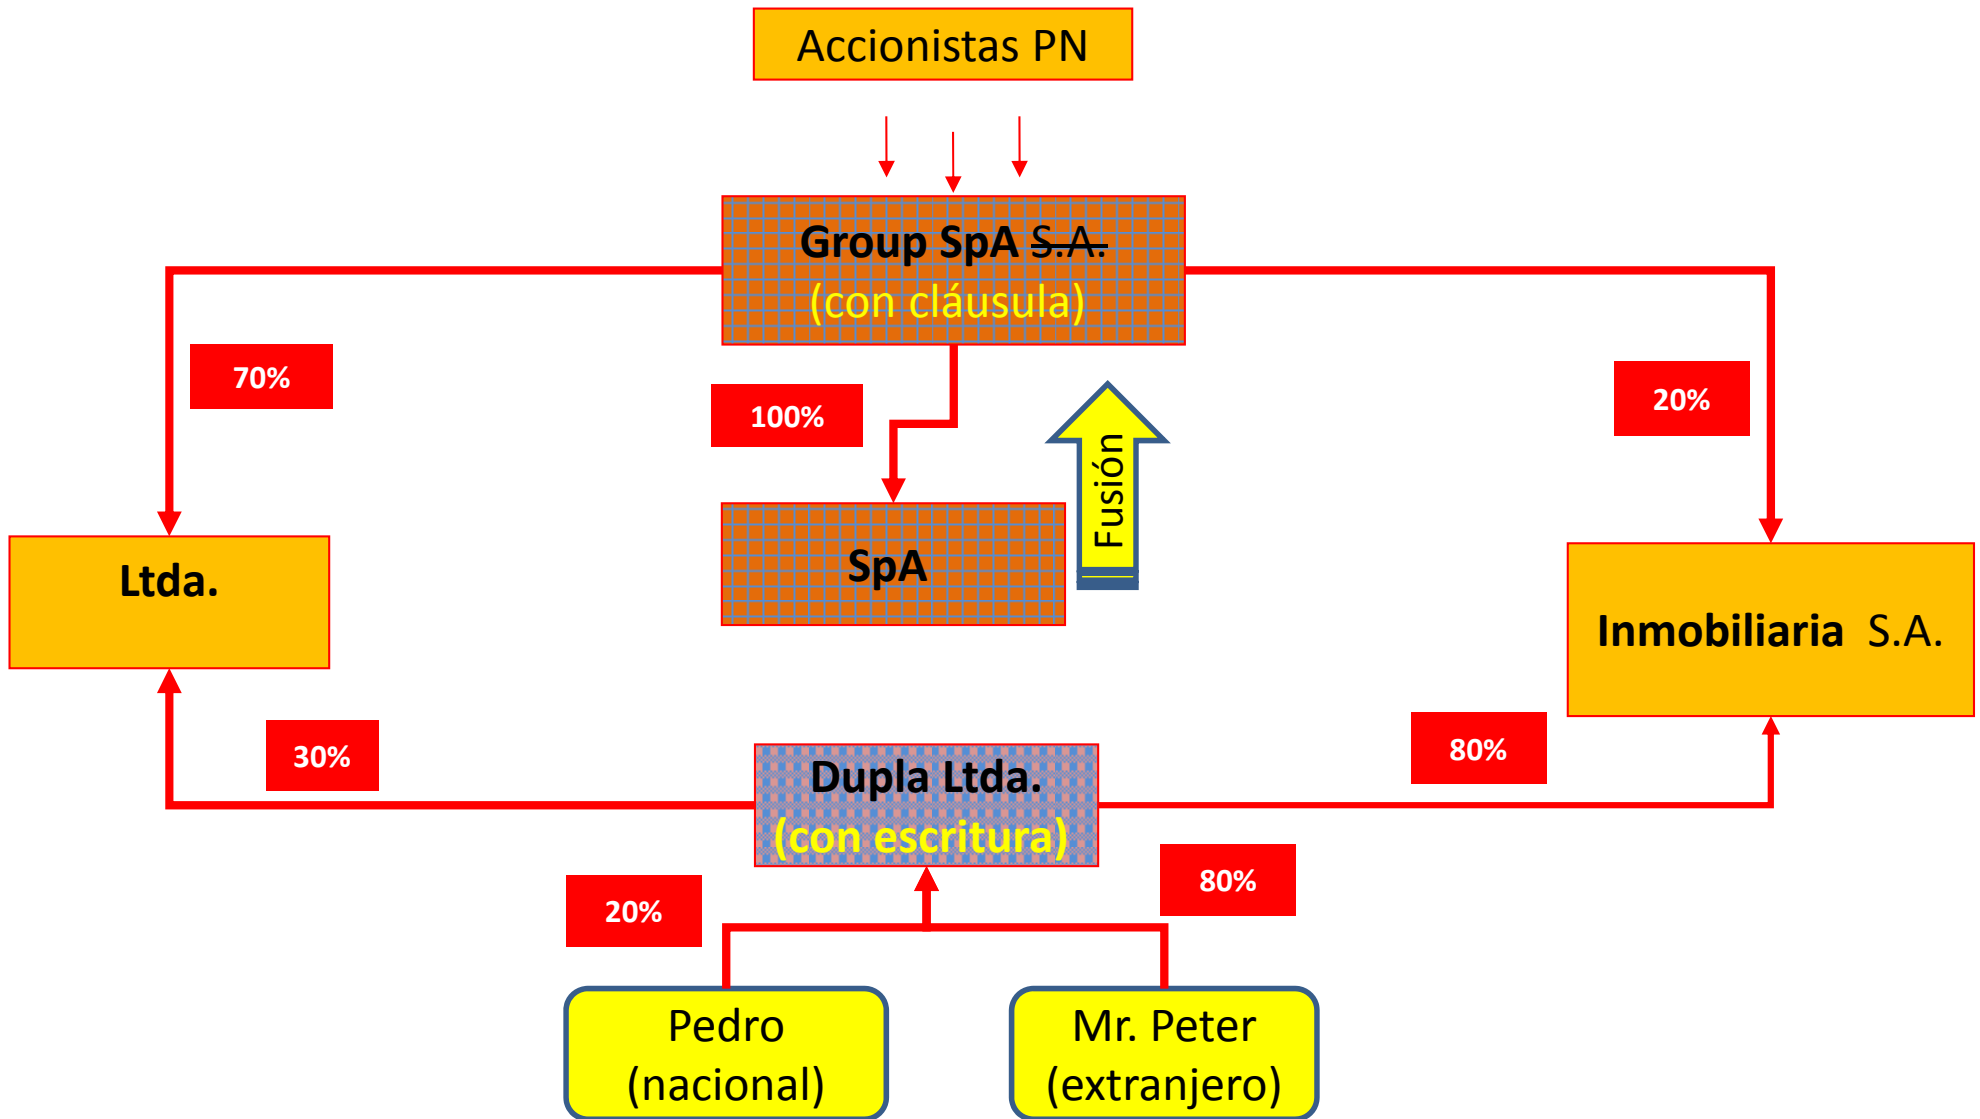 Accionistas PN
Group SpA S.A.
(con cláusula)
70%
100%
20%
Fusión
Ltda.
SpA
Inmobiliaria S.A.
30%
80%
Dupla Ltda.
(con escritura)
20%
80%
Pedro
(nacional)
Mr. Peter
(extranjero)